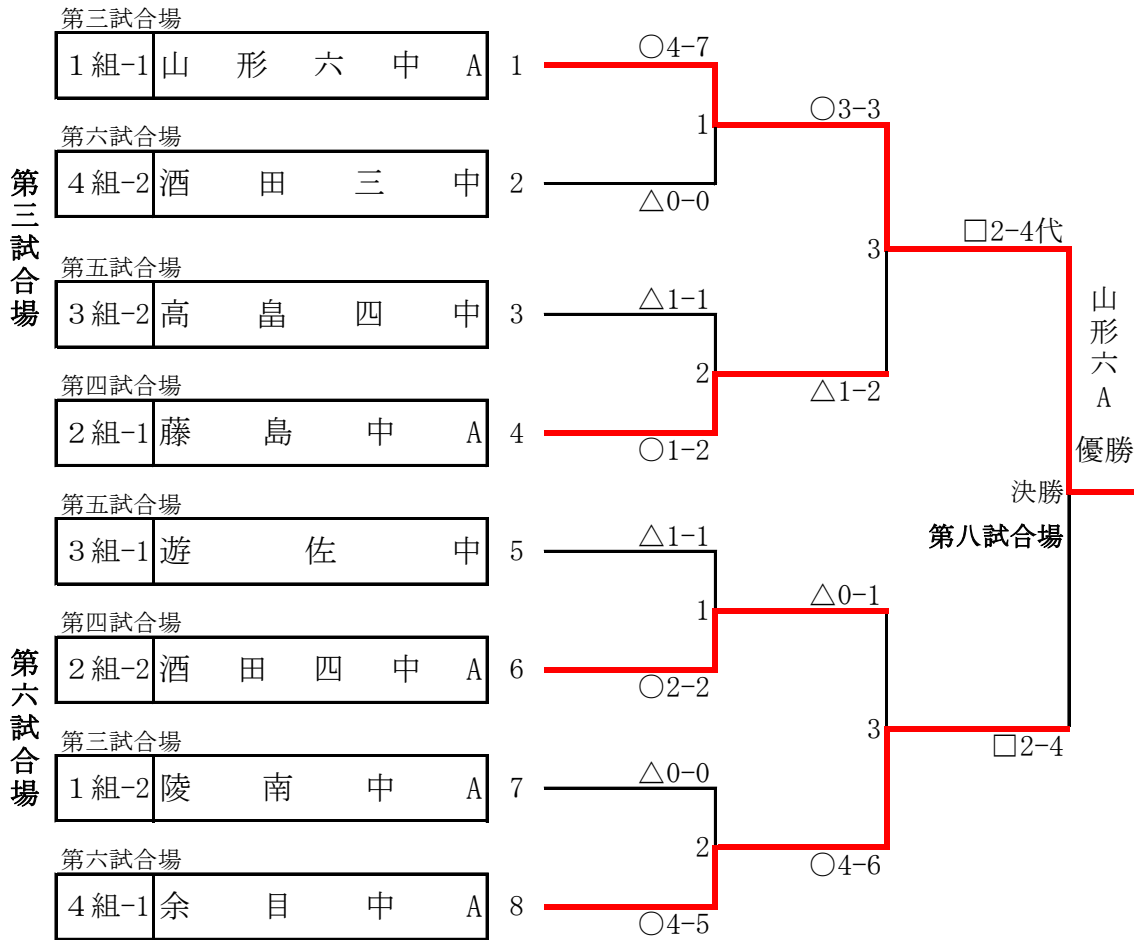 第三試合場
1組-1 山形六中A 1
○4-7
1
○3-3
第六試合場
4組-2 酒田三中 2
△0-0
第三試合場
3
□2-4代
第五試合場
3組-2 高畠四中 3
△1-1
2
△1-2
第四試合場
2組-1 藤島中A 4
○1-2
山形六A
優勝
決勝
第八試合場
第五試合場
3組-1 遊佐中 5
△1-1
1
△0-1
第四試合場
2組-2 酒田四中A 6
○2-2
第六試合場
3
□2-4
第三試合場
1組-2 陵南中A 7
△0-0
2
○4-6
第六試合場
4組-1 余目中A 8
○4-5